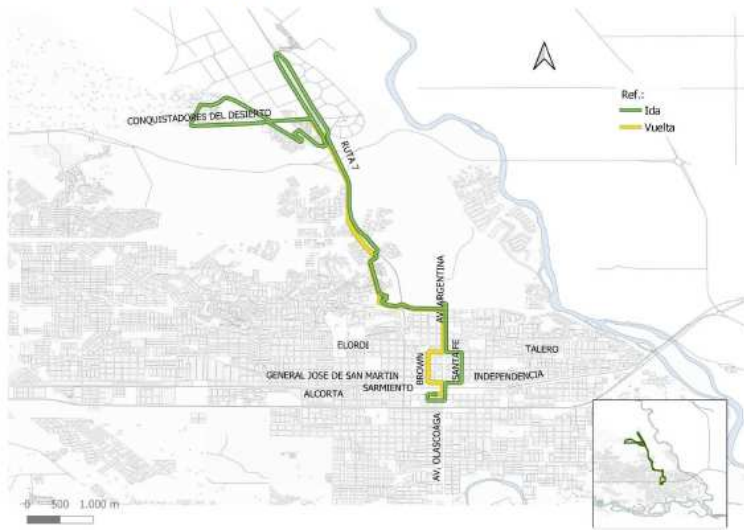 Ref.:
Ida
Vuelta
CONQUISTADORES DEL DESIERTO
RUTA 7
AV. ARGENTINA
ELORDI
BROWN
SANTA FE
TALERO
GENERAL JOSE DE SAN MARTIN
INDEPENDENCIA
SARMIENTO
ALCORTA
AV. OLASCOAGA
0 500 1.000 m